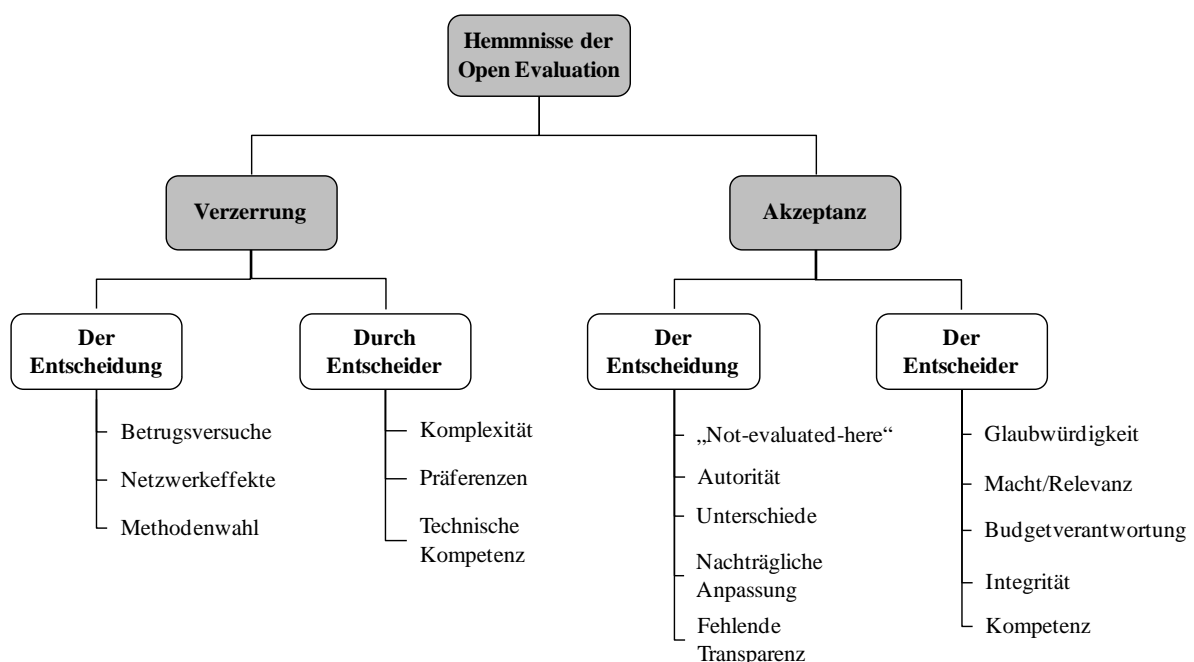 Hemmnisse der
Open Evaluation
Verzerrung
Akzeptanz
Der
Entscheidung
Durch
Entscheider
Der
Entscheidung
Der
Entscheider
Betrugsversuche
Netzwerkeffekte
Methodenwahl
Komplexität
Präferenzen
Technische
Kompetenz
„Not-evaluated-here“
Autorität
Unterschiede
Nachträgliche
Anpassung
Fehlende
Transparenz
Glaubwürdigkeit
Macht/Relevanz
Budgetverantwortung
Integrität
Kompetenz